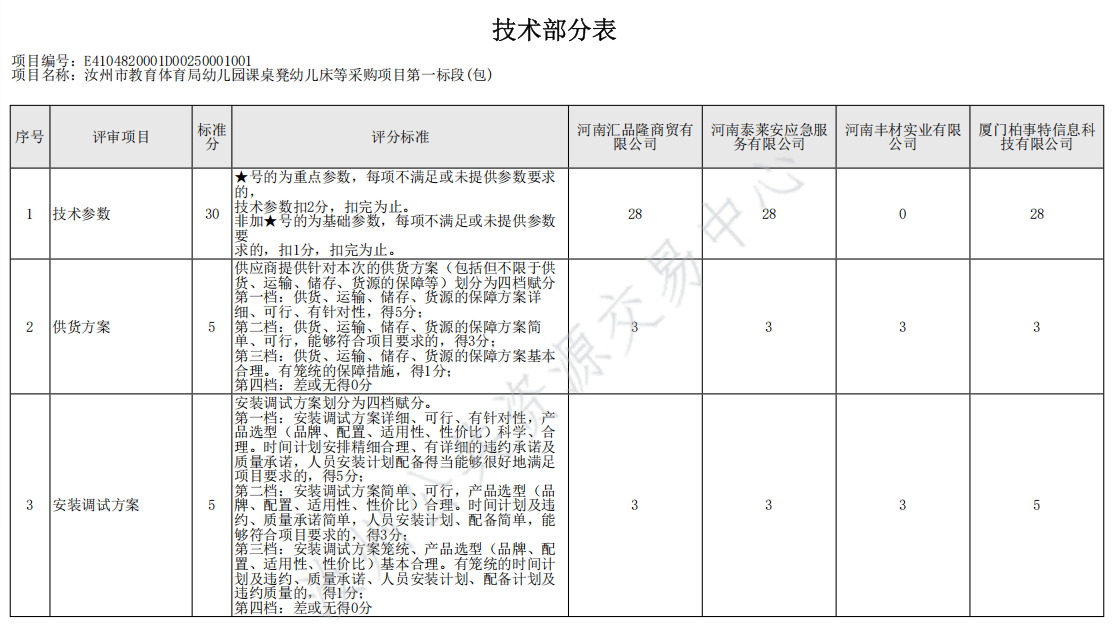 技术部分表
项目编号：E4104820001D00250001001
项目名称：汝州市教育体育局幼儿园课桌凳幼儿床等采购项目第一标段(包)
序号 评审项目 标准分 评分标准 河南汇品隆商贸有限公司 河南泰莱安应急服务有限公司 河南丰材实业有限公司 厦门柏事特信息科技有限公司
1 技术参数 30
★号的为重点参数，每项不满足或未提供参数要求
的，
技术参数扣2分，扣完为止。
非加★号的为基础参数，每项不满足或未提供参数
要
求的，扣1分，扣完为止。
28 28 0 28
2 供货方案 5
供应商提供针对本次的供货方案（包括但不限于供
货、运输、储存、货源的保障等）划分为四档赋分
第一档：供货、运输、储存、货源的保障方案详
细、可行、有针对性，得5分；
第二档：供货、运输、储存、货源的保障方案简
单、可行，能够符合项目要求的，得3分；
第三档：供货、运输、储存、货源的保障方案基本
合理。有笼统的保障措施，得1分；
第四档：差或无得0分
3 3 3 3
3 安装调试方案 5
安装调试方案划分为四档赋分。
第一档：安装调试方案详细、可行、有针对性，产
品选型（品牌、配置、适用性、性价比）科学、合
理。时间计划安排精细合理、有详细的违约承诺及
质量承诺，人员安装计划配备得当能够很好地满足
项目要求的，得5分；
第二档：安装调试方案简单、可行，产品选型（品
牌、配置、适用性、性价比）合理。时间计划及违
约、质量承诺简单，人员安装计划、配备简单，能
够符合项目要求的，得3分；
第三档：安装调试方案笼统、产品选型（品牌、配
置、适用性、性价比）基本合理。有笼统的时间计
划及违约、质量承诺、人员安装计划、配备计划及
违约质量的，得1分；
第四档：差或无得0分
3 3 3 5
汝州公共资源交易中心